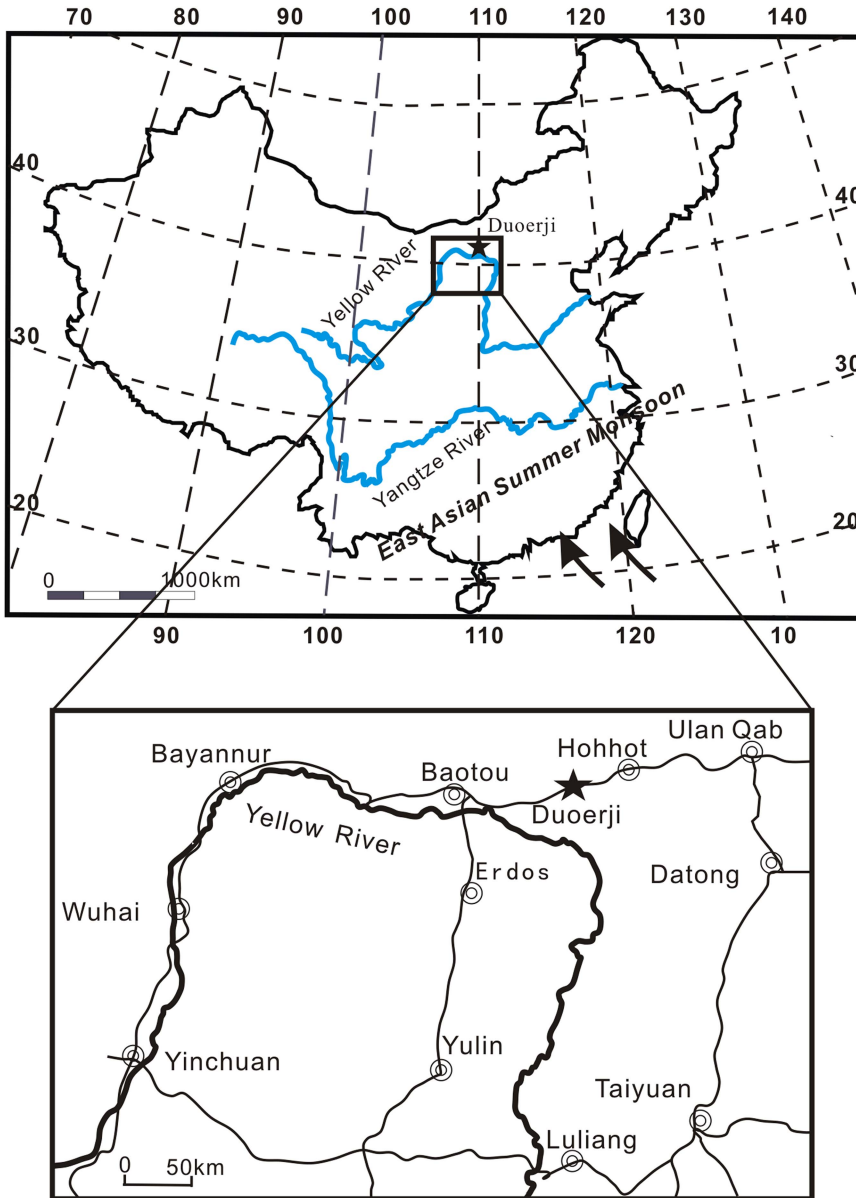 70 80 90 100 110 120 130 140
40
40
Duoerji
Yellow River
30
30
Yangtze River
East Asian Summer Monsoon
20
20
0 1000km
90 100 110 120 10
Ulan Qab
Bayannur
Hohhot
Baotou
Duoerji
Yellow River
Erdos
Datong
Wuhai
Yinchuan
Yulin
Taiyuan
Luliang
0 50km